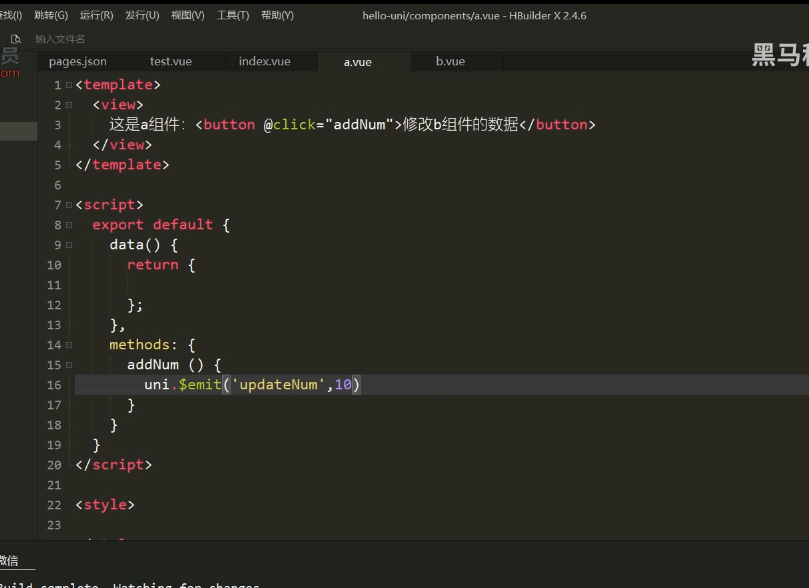 查找(I) 跳转(G) 运行(R) 发行(U) 视图(V) 工具(T) 帮助(Y) hello-uni/components/a.vue - HBuilder X 2.4.6
输入文件名
员
om
黑马
pages.json test.vue index.vue a.vue b.vue
1 <template>
2 <view>
3 这是a组件: <button @click="addNum">修改b组件的数据</button>
4 </view>
5 </template>
6
7 <script>
8 export default {
9 data() {
10 return {
11
12 };
13 },
14 methods: {
15 addNum () {
16 uni.$emit('updateNum',10)
17 }
18 }
19 }
20 </script>
21
22 <style>
23
微信
Build complete. Watching for changes